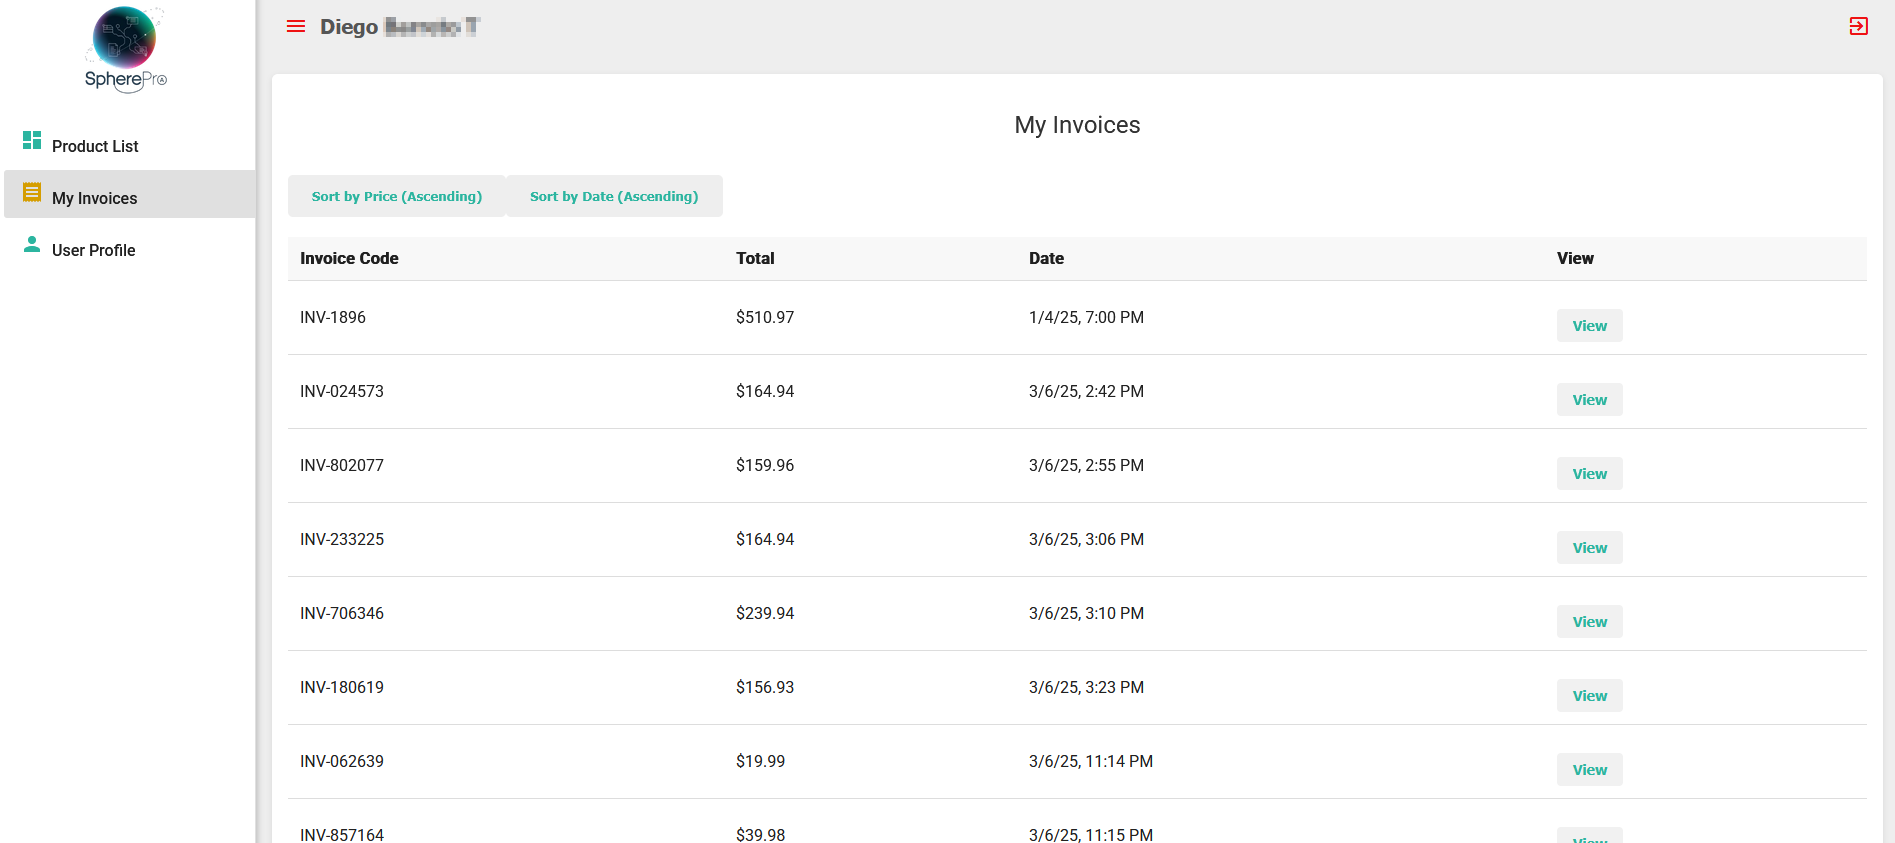 SpherePro
Diego
Product List
My Invoices
User Profile
My Invoices
Sort by Price (Ascending) Sort by Date (Ascending)
Invoice Code Total Date View
INV-1896 $510.97 1/4/25, 7:00 PM View
INV-024573 $164.94 3/6/25, 2:42 PM View
INV-802077 $159.96 3/6/25, 2:55 PM View
INV-233225 $164.94 3/6/25, 3:06 PM View
INV-706346 $239.94 3/6/25, 3:10 PM View
INV-180619 $156.93 3/6/25, 3:23 PM View
INV-062639 $19.99 3/6/25, 11:14 PM View
INV-857164 $39.98 3/6/25, 11:15 PM View